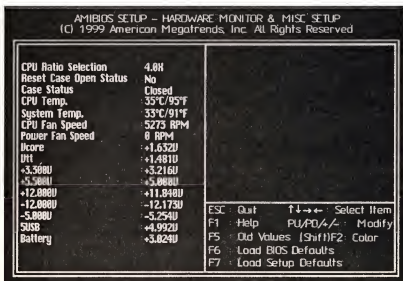 AMIBIOS SETUP - HARDWARE MONITOR & MISC SETUP
(C) 1999 American Megatrends, Inc. All Rights Reserved
CPU Ratio Selection 4.0X
Reset Case Open Status No
Case Status Closed
CPU Temp. 35°C/95°F
System Temp. 33°C/91°F
CPU Fan Speed 5273 RPM
Power Fan Speed 0 RPM
Vcore +1.632V
Vtt +1.481V
+3.300V +3.216V
+5.500V +5.080V
+12.000V +11.840V
-12.000V -12.173V
-5.000V -5.254V
5VSB +4.992V
Battery +3.024V
ESC : Quit ↑↓→← : Select Item
F1 : Help PU/PD/+/- : Modify
F5 : Old Values (Shift)F2 : Color
F6 : Load BIOS Defaults
F7 : Load Setup Defaults